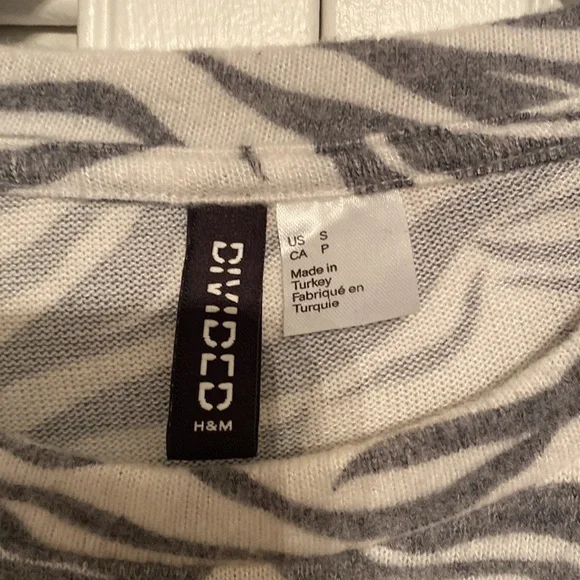 DIVIDED
H&M
US S
CA P
Made in
Turkey
Fabriqué en
Turquie